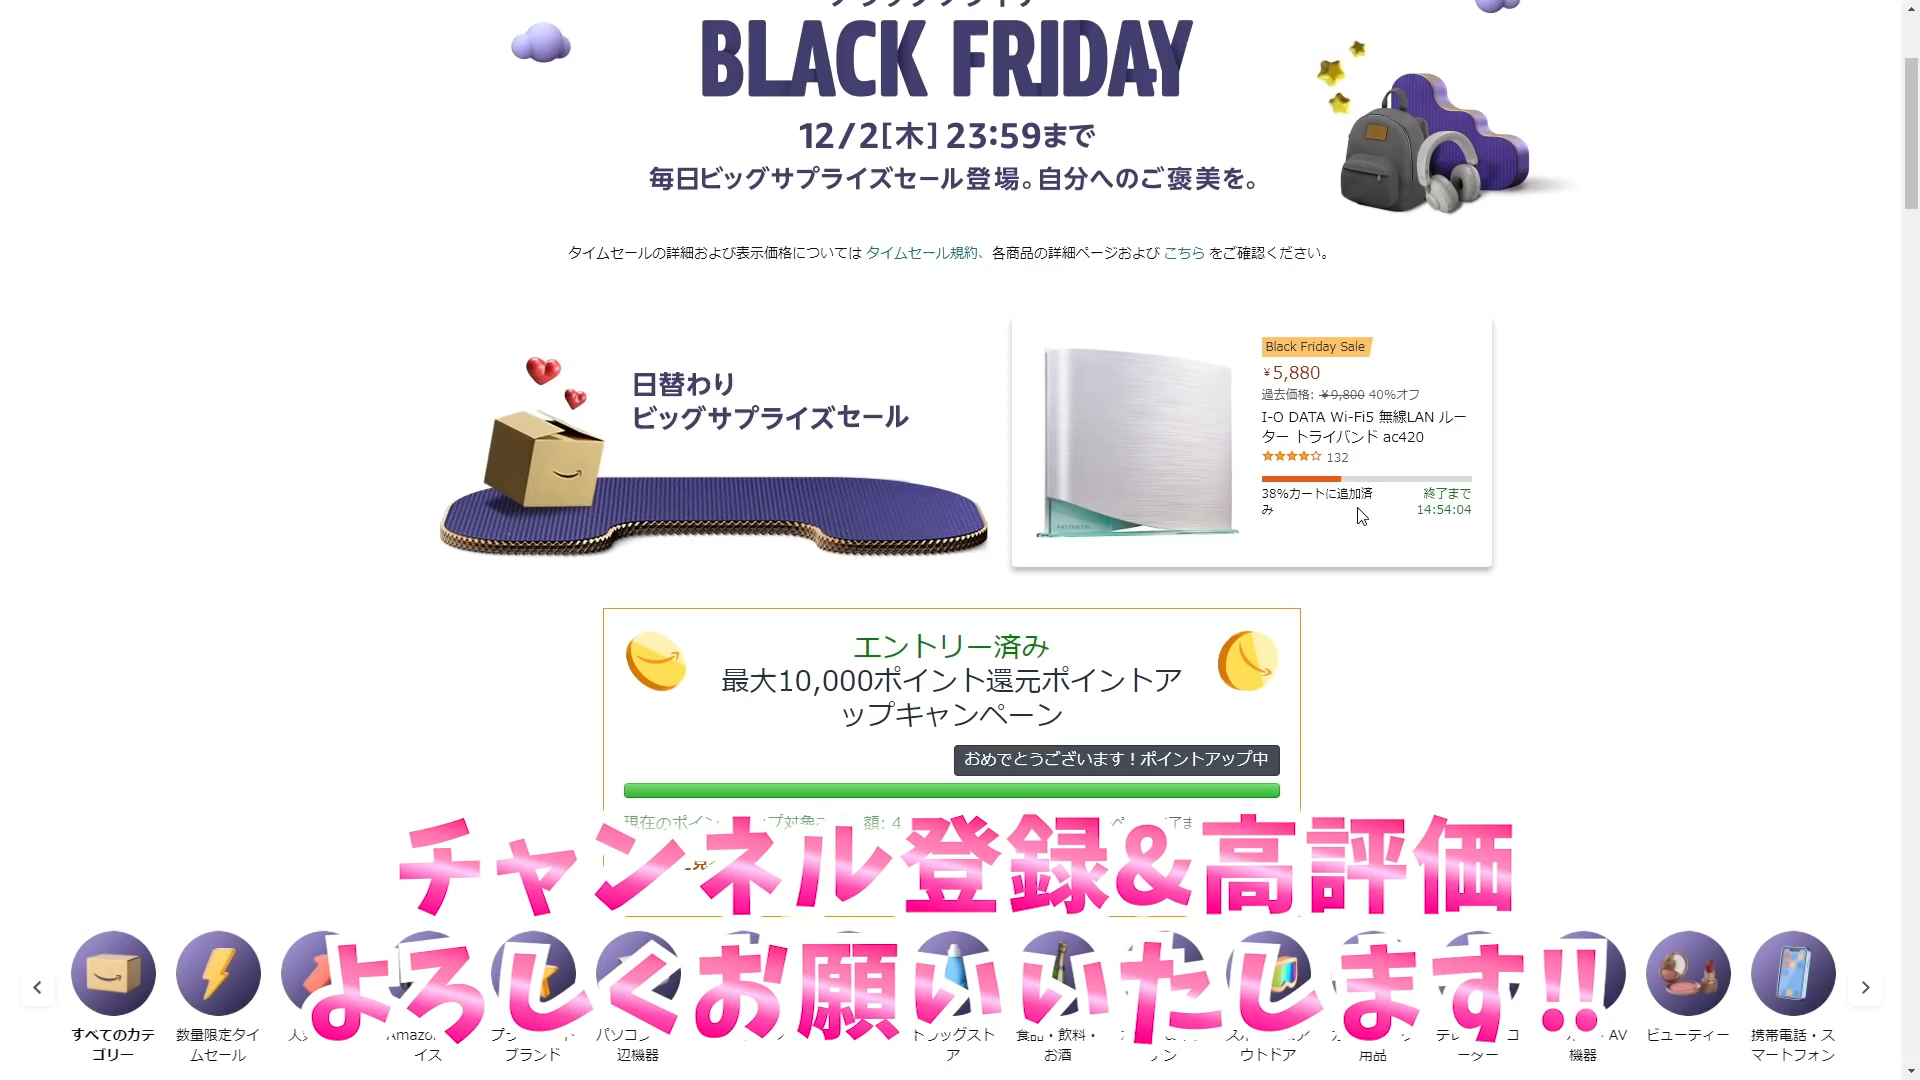 BLACK FRIDAY
12/2[木] 23:59まで
毎日ビッグサプライズセール登場。自分へのご褒美を。
タイムセールの詳細および表示価格については タイムセール規約、各商品の詳細ページおよび こちら をご確認ください。
日替わり
ビッグサプライズセール
Black Friday Sale
¥5,880
過去価格: ¥9,800 40%オフ
I-O DATA Wi-Fi5 無線LAN ルー
ター トライバンド ac420
132
38%カートに追加済
み
終了まで
14:54:04
エントリー済み
最大10,000ポイント還元ポイントア
ップキャンペーン
おめでとうございます！ポイントアップ中
チャンネル登録&高評価
よろしくお願いいたします!!
すべてのカテ
ゴリー
数量限定タイ
ムセール
ブランド
辺機器
食品・飲料・
お酒
ウトドア
用品
機器
ビューティー
携帯電話・ス
マートフォン